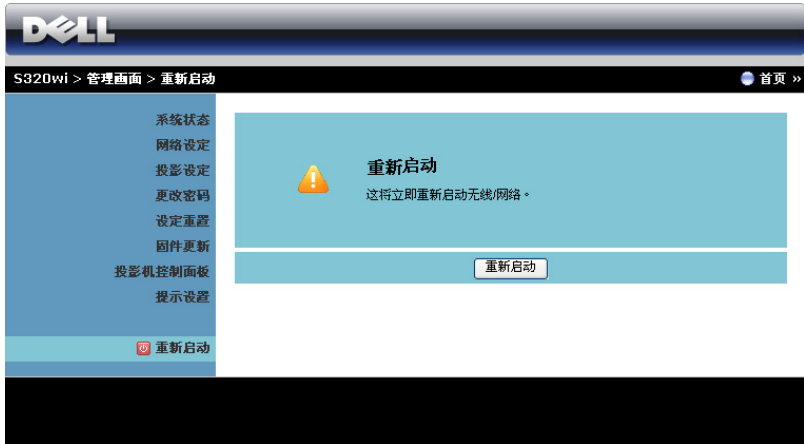 DELL
S320wi > 管理画面 > 重新启动
首页 »
系统状态
网络设定
投影设定
更改密码
设定重置
固件更新
投影机控制面板
提示设置
重新启动
重新启动
这将立即重新启动无线/网络。
重新启动